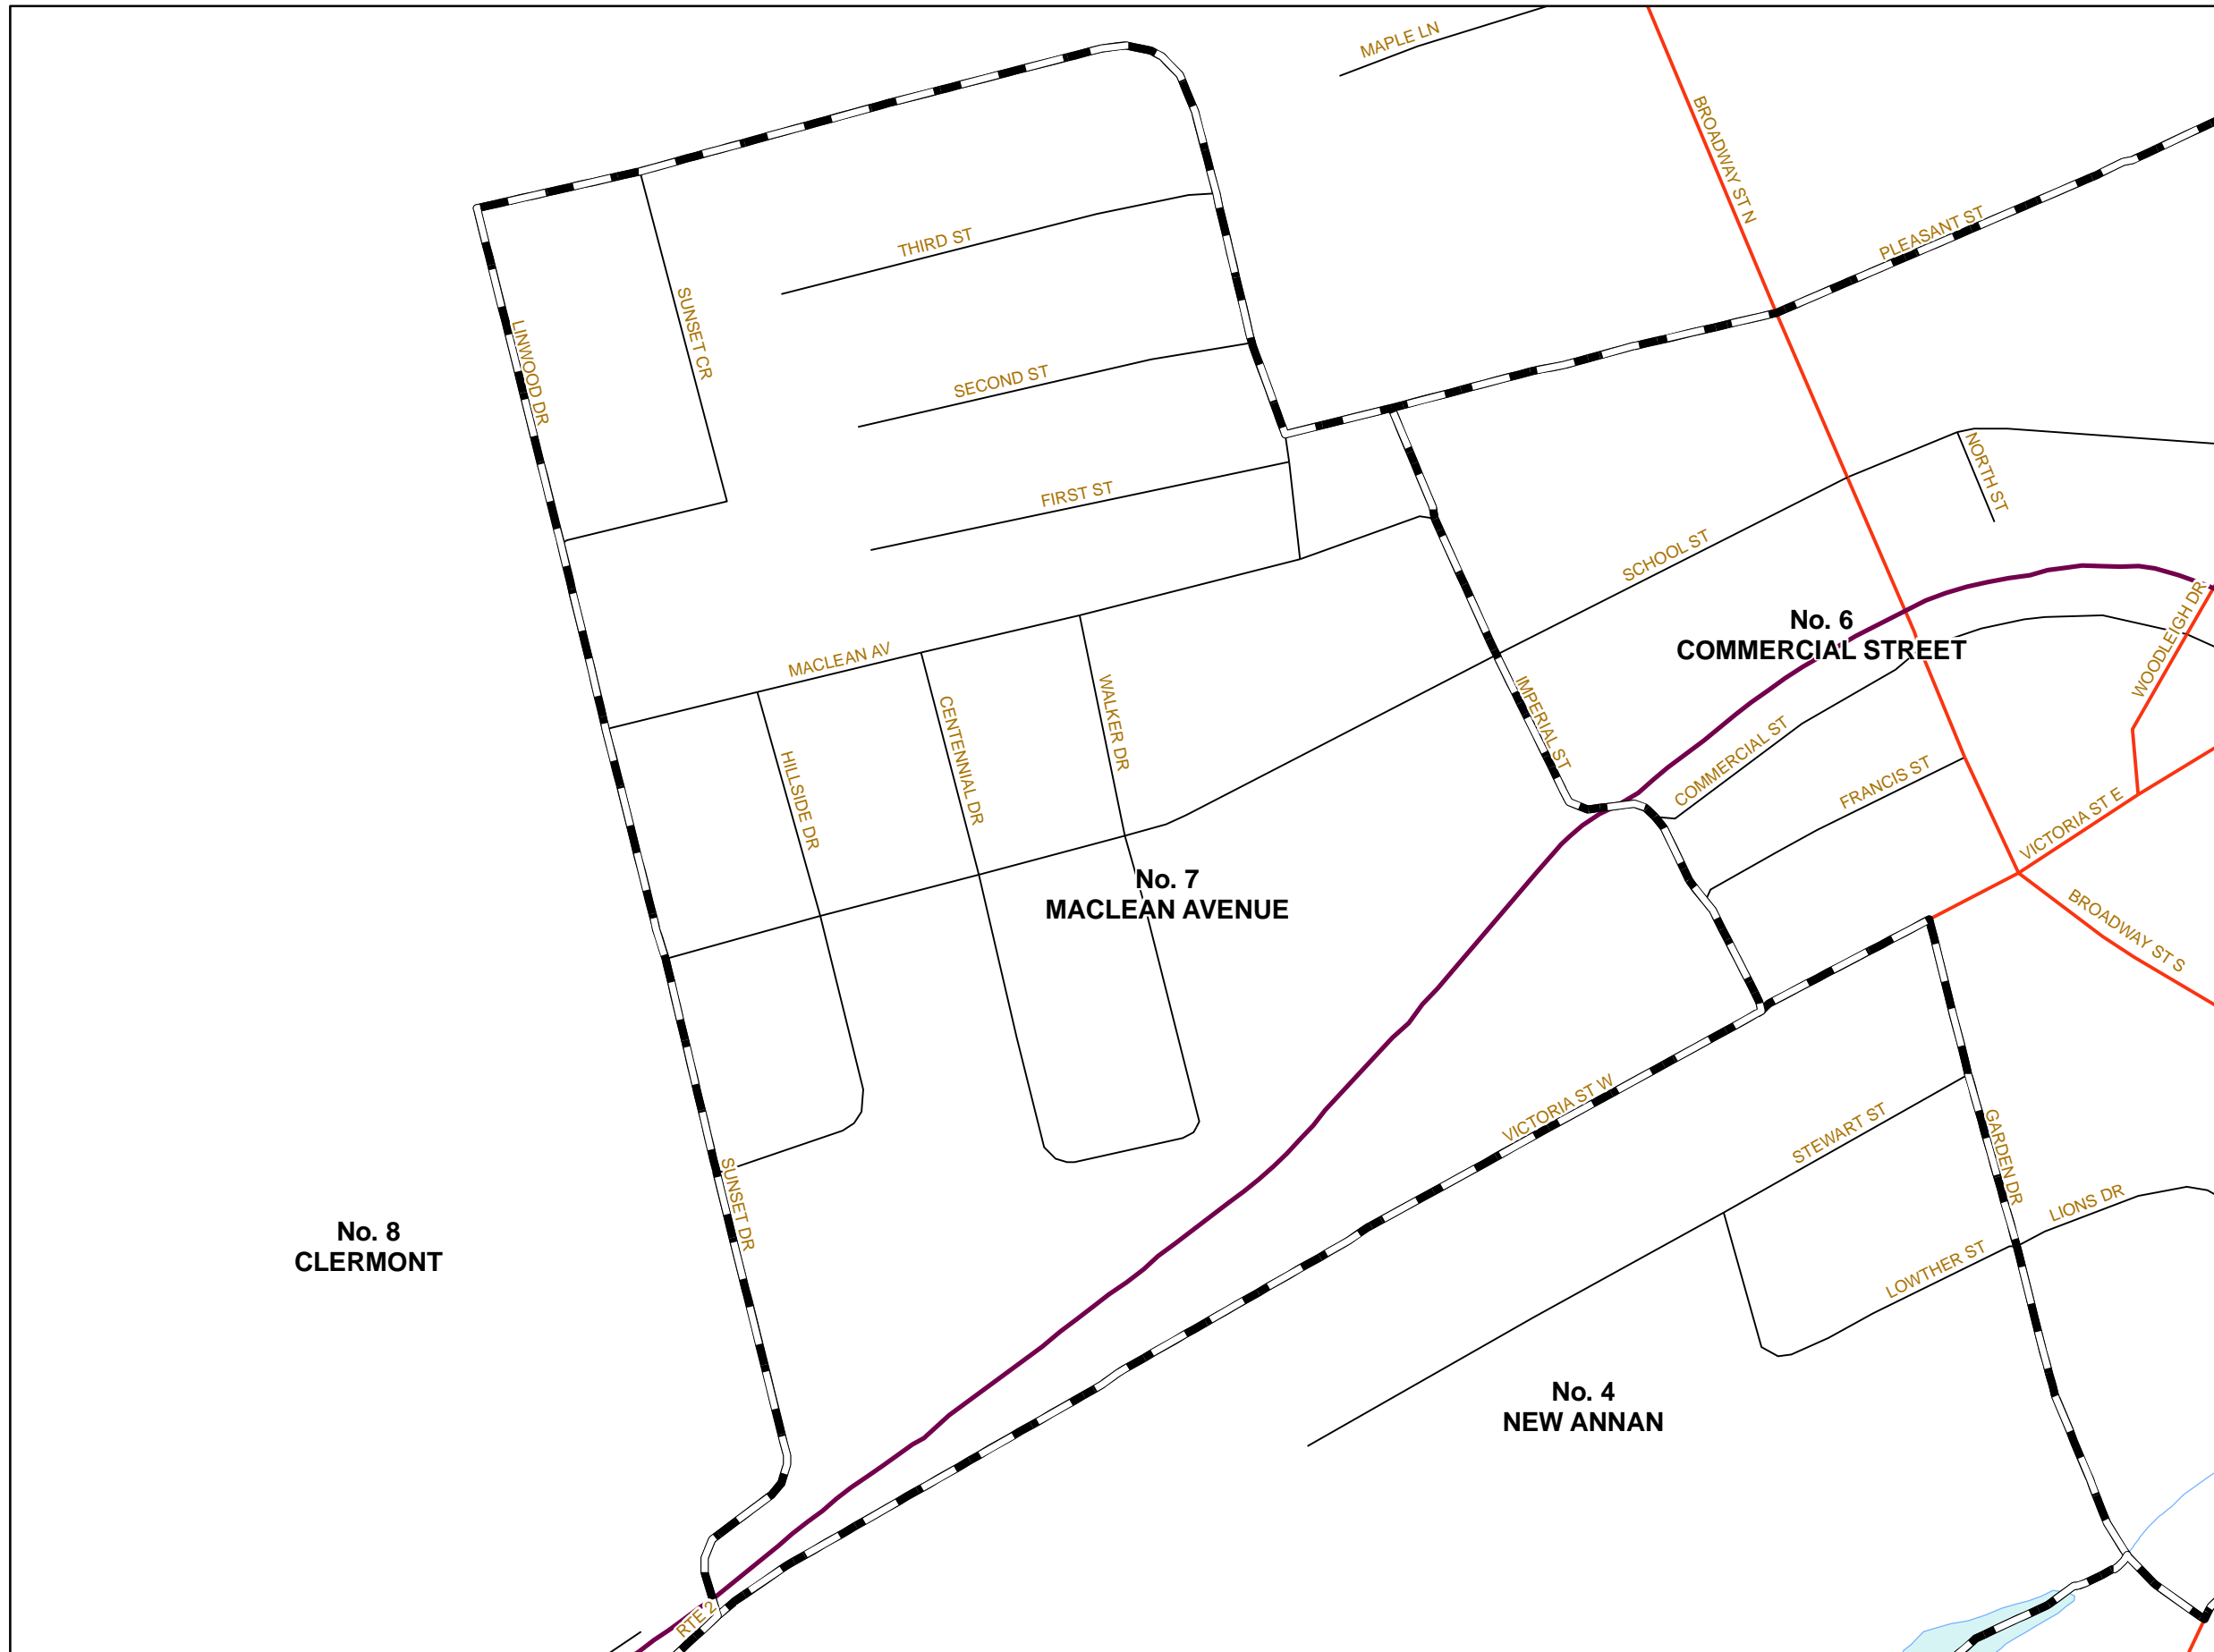 MAPLE LN
BROADWAY ST N
PLEASANT ST
THIRD ST
SUNSET CR
LINWOOD DR
SECOND ST
FIRST ST
NORTH ST
SCHOOL ST
No. 6
COMMERCIAL STREET
WOODLEIGH DR
MACLEAN AV
WALKER DR
CENTENNIAL DR
HILLSIDE DR
IMPERIAL ST
COMMERCIAL ST
FRANCIS ST
VICTORIA ST E
No. 7
MACLEAN AVENUE
BROADWAY ST S
VICTORIA ST W
STEWART ST
GARDEN DR
SUNSET DR
LIONS DR
No. 8
CLERMONT
LOWTHER ST
No. 4
NEW ANNAN
RTE 2